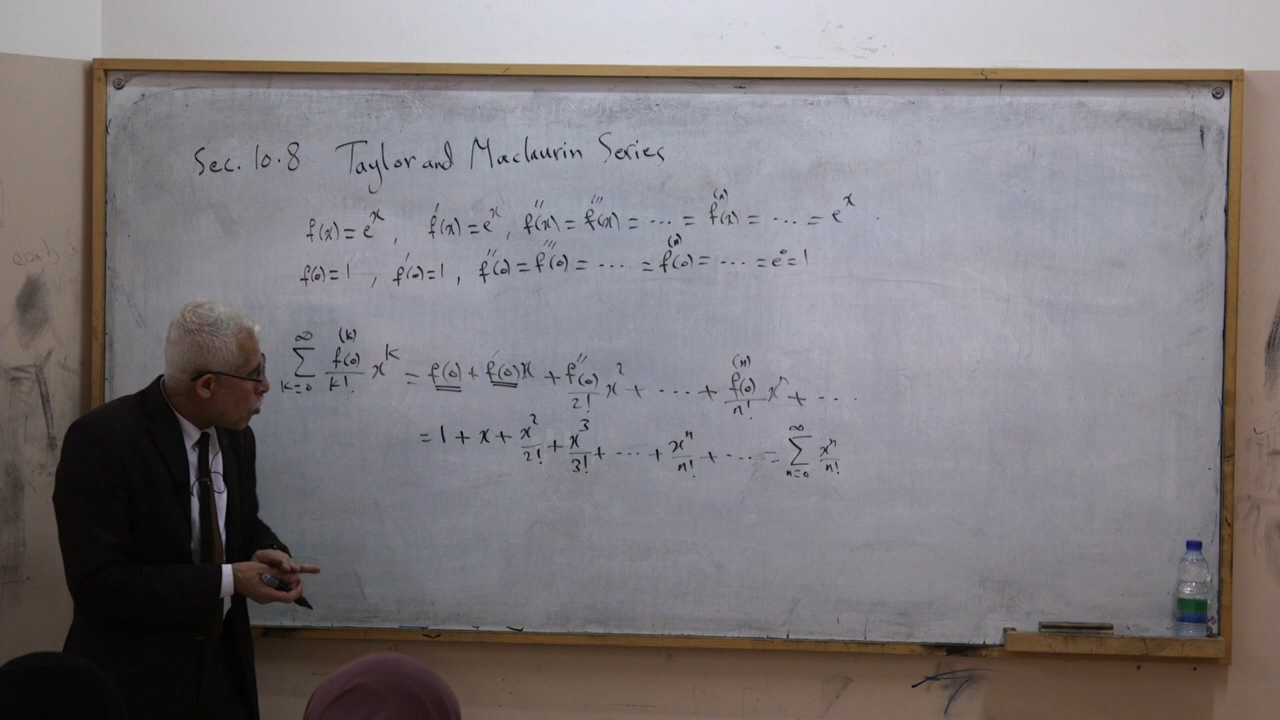 Sec. 10.8 Taylor and Maclaurin Series
f(x) = e^x , f'(x) = e^x , f''(x) = f'''(x) = ... = f^(n)(x) = ... = e^x .
f(0) = 1 , f'(0) = 1 , f''(0) = f'''(0) = ... = f^(n)(0) = ... = e^0 = 1
∑_{k=0}^{∞} f^(k)(0)/k! x^k = f(0) + f'(0)x + f''(0)/2! x^2 + ... + f^(n)(0)/n! x^n + ...
= 1 + x + x^2/2! + x^3/3! + ... + x^n/n! + ... = ∑_{n=0}^{∞} x^n/n!